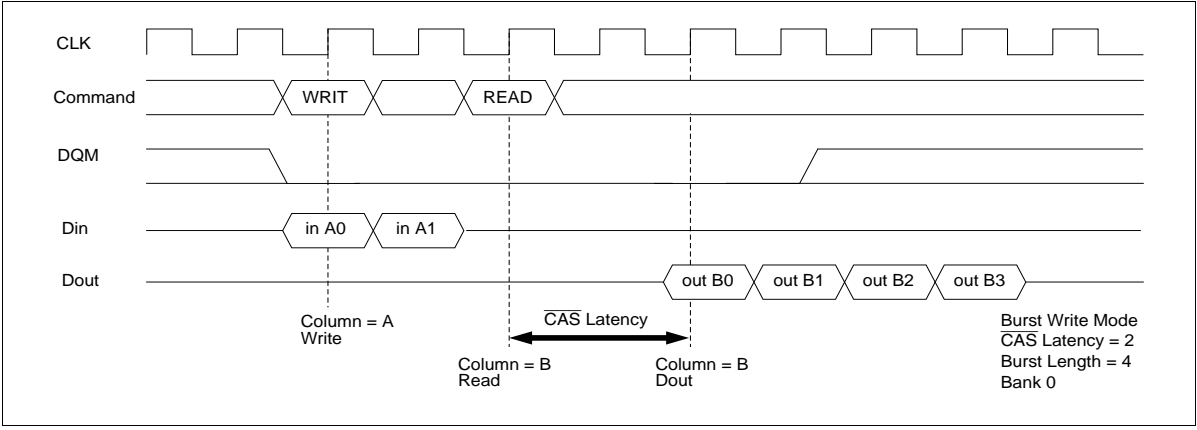 CLK
Command
WRIT
READ
DQM
Din
in A0
in A1
Dout
out B0
out B1
out B2
out B3
Column = A
Write
CAS Latency
Column = B
Read
Column = B
Dout
Burst Write Mode
CAS Latency = 2
Burst Length = 4
Bank 0